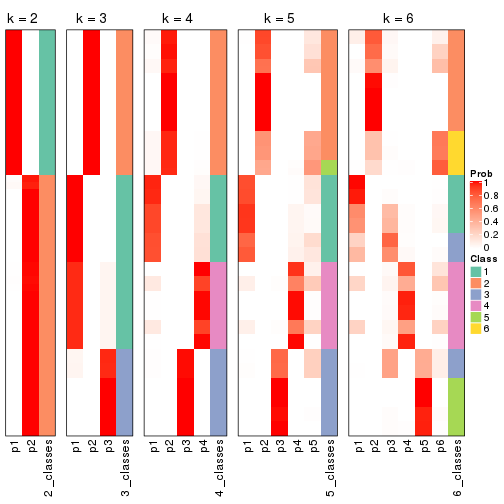 k = 2
k = 3
k = 4
k = 5
k = 6
p1
p2
2_classes
p1
p2
p3
3_classes
p1
p2
p3
p4
4_classes
p1
p2
p3
p4
p5
5_classes
p1
p2
p3
p4
p5
p6
6_classes
Prob
1
0.8
0.6
0.4
0.2
0
Class
1
2
3
4
5
6